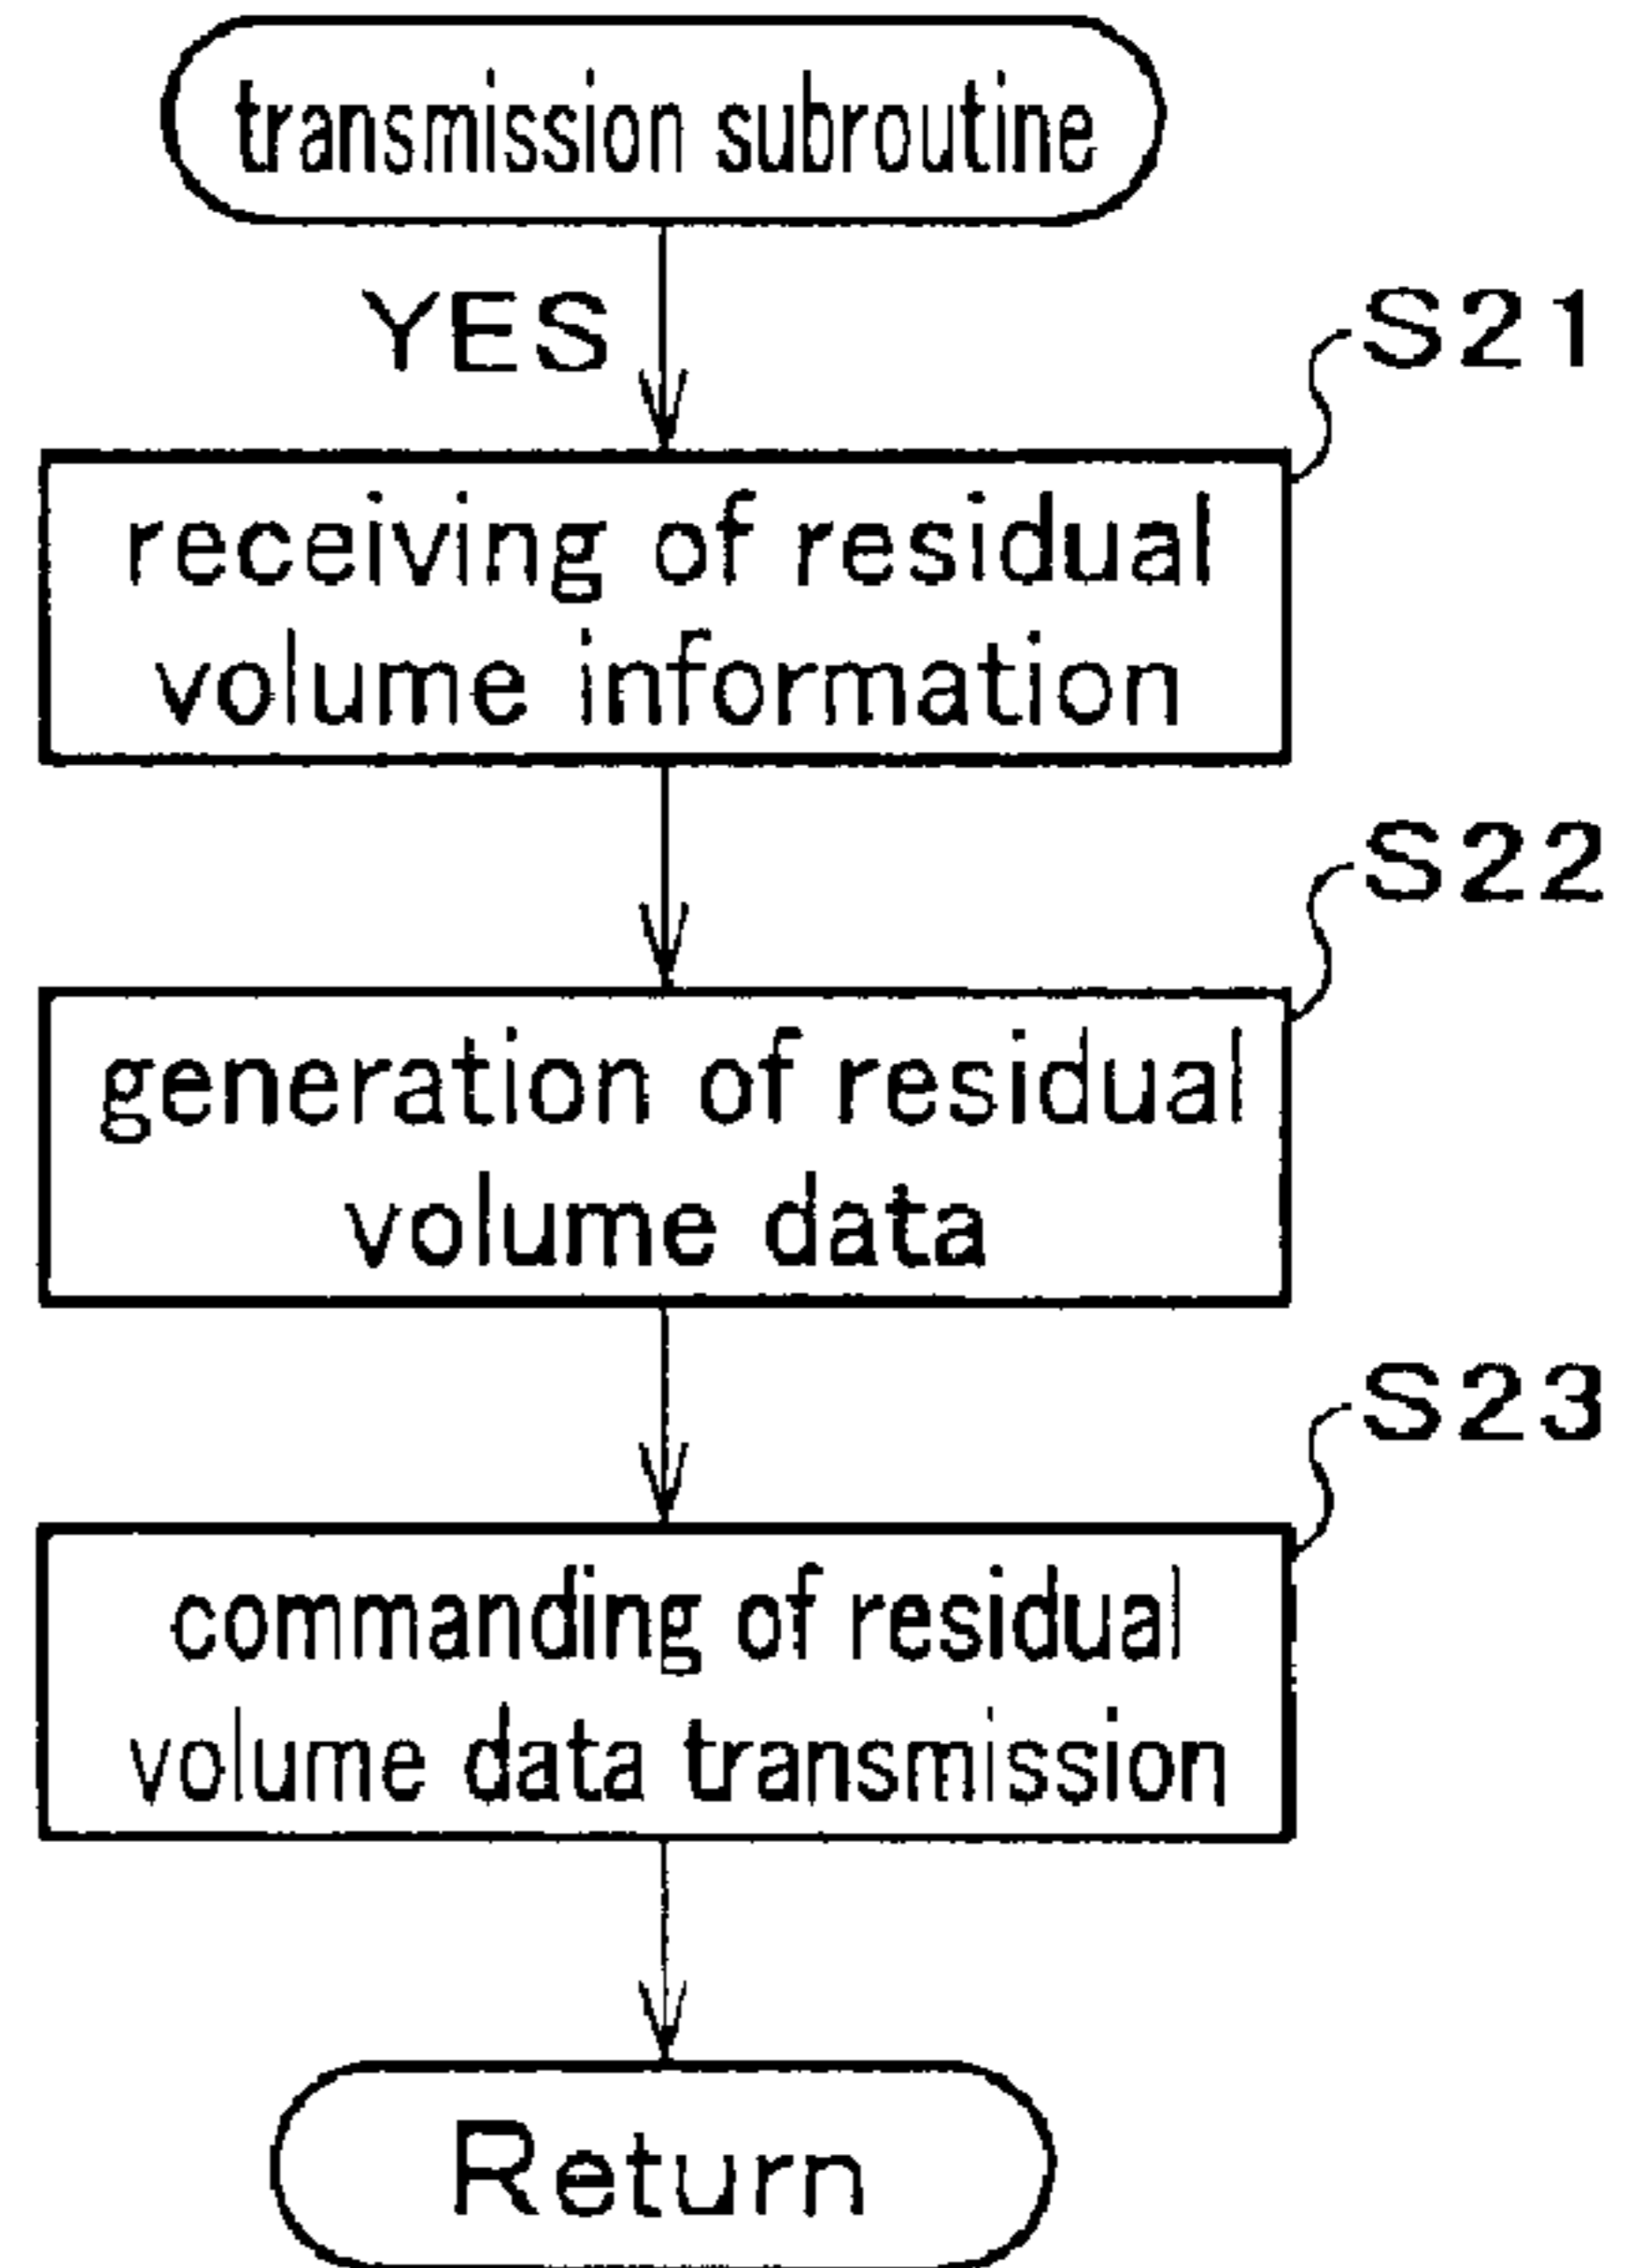 transmission subroutine
YES
S21
receiving of residual
volume information
S22
generation of residual
volume data
S23
commanding of residual
volume data transmission
Return